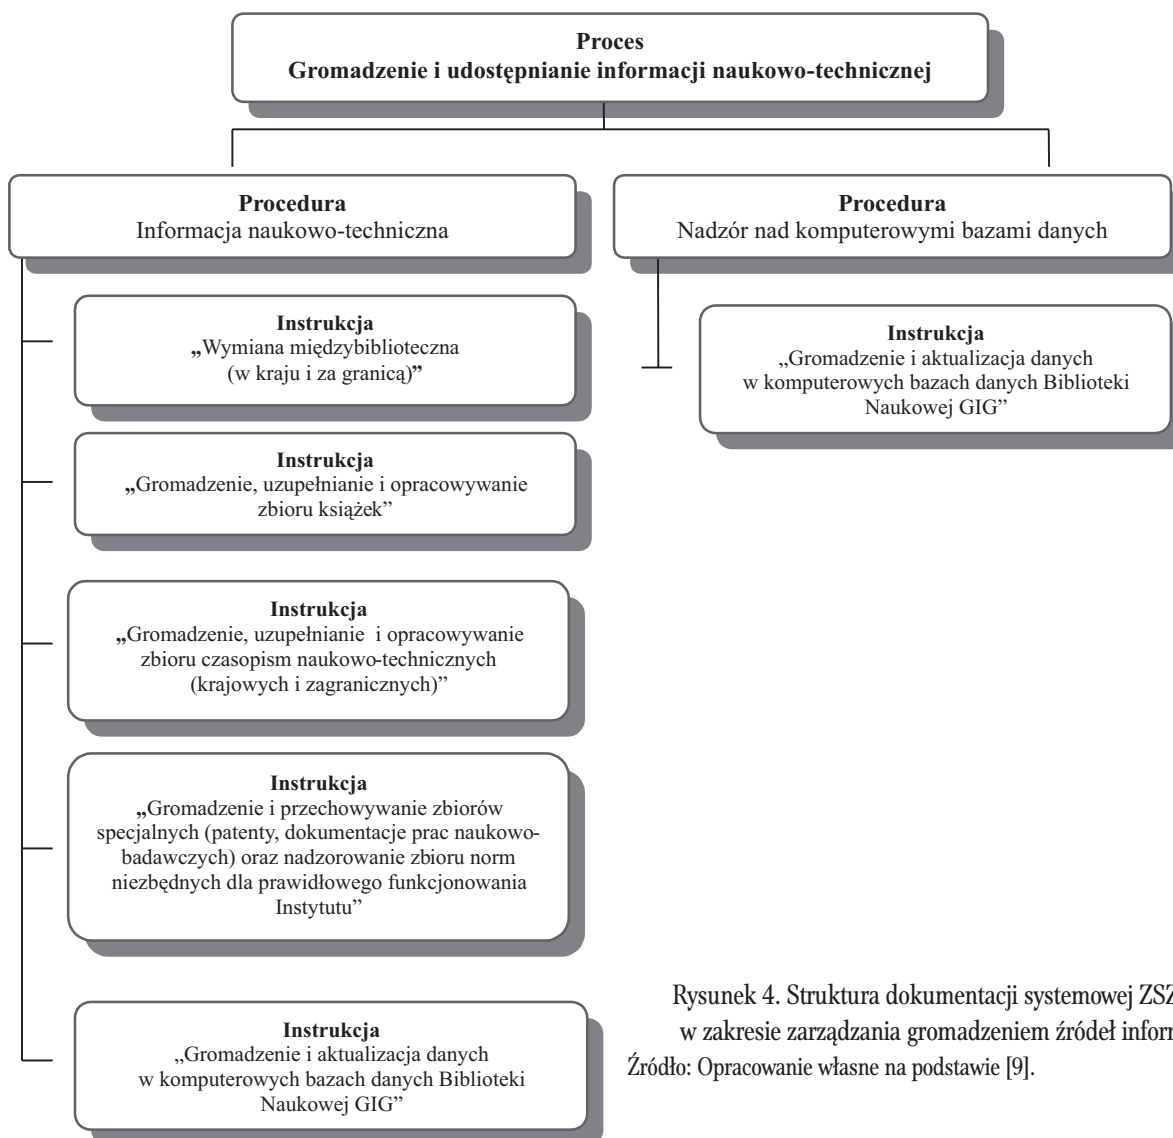 Proces
Gromadzenie i udostępnianie informacji naukowo-technicznej
Procedura
Informacja naukowo-techniczna
Procedura
Nadzór nad komputerowymi bazami danych
Instrukcja
„Wymiana międzybiblioteczna
(w kraju i za granicą)”
Instrukcja
„Gromadzenie i aktualizacja danych
w komputerowych bazach danych Biblioteki
Naukowej GIG”
Instrukcja
„Gromadzenie, uzupełnianie i opracowywanie
zbioru książek”
Instrukcja
„Gromadzenie, uzupełnianie i opracowywanie
zbioru czasopism naukowo-technicznych
(krajowych i zagranicznych)”
Instrukcja
„Gromadzenie i przechowywanie zbiorów
specjalnych (patenty, dokumentacje prac naukowo-
badawczych) oraz nadzorowanie zbioru norm
niezbędnych dla prawidłowego funkcjonowania
Instytutu”
Instrukcja
„Gromadzenie i aktualizacja danych
w komputerowych bazach danych Biblioteki
Naukowej GIG”
Rysunek 4. Struktura dokumentacji systemowej ZSZ
w zakresie zarządzania gromadzeniem źródeł infor
Źródło: Opracowanie własne na podstawie [9].